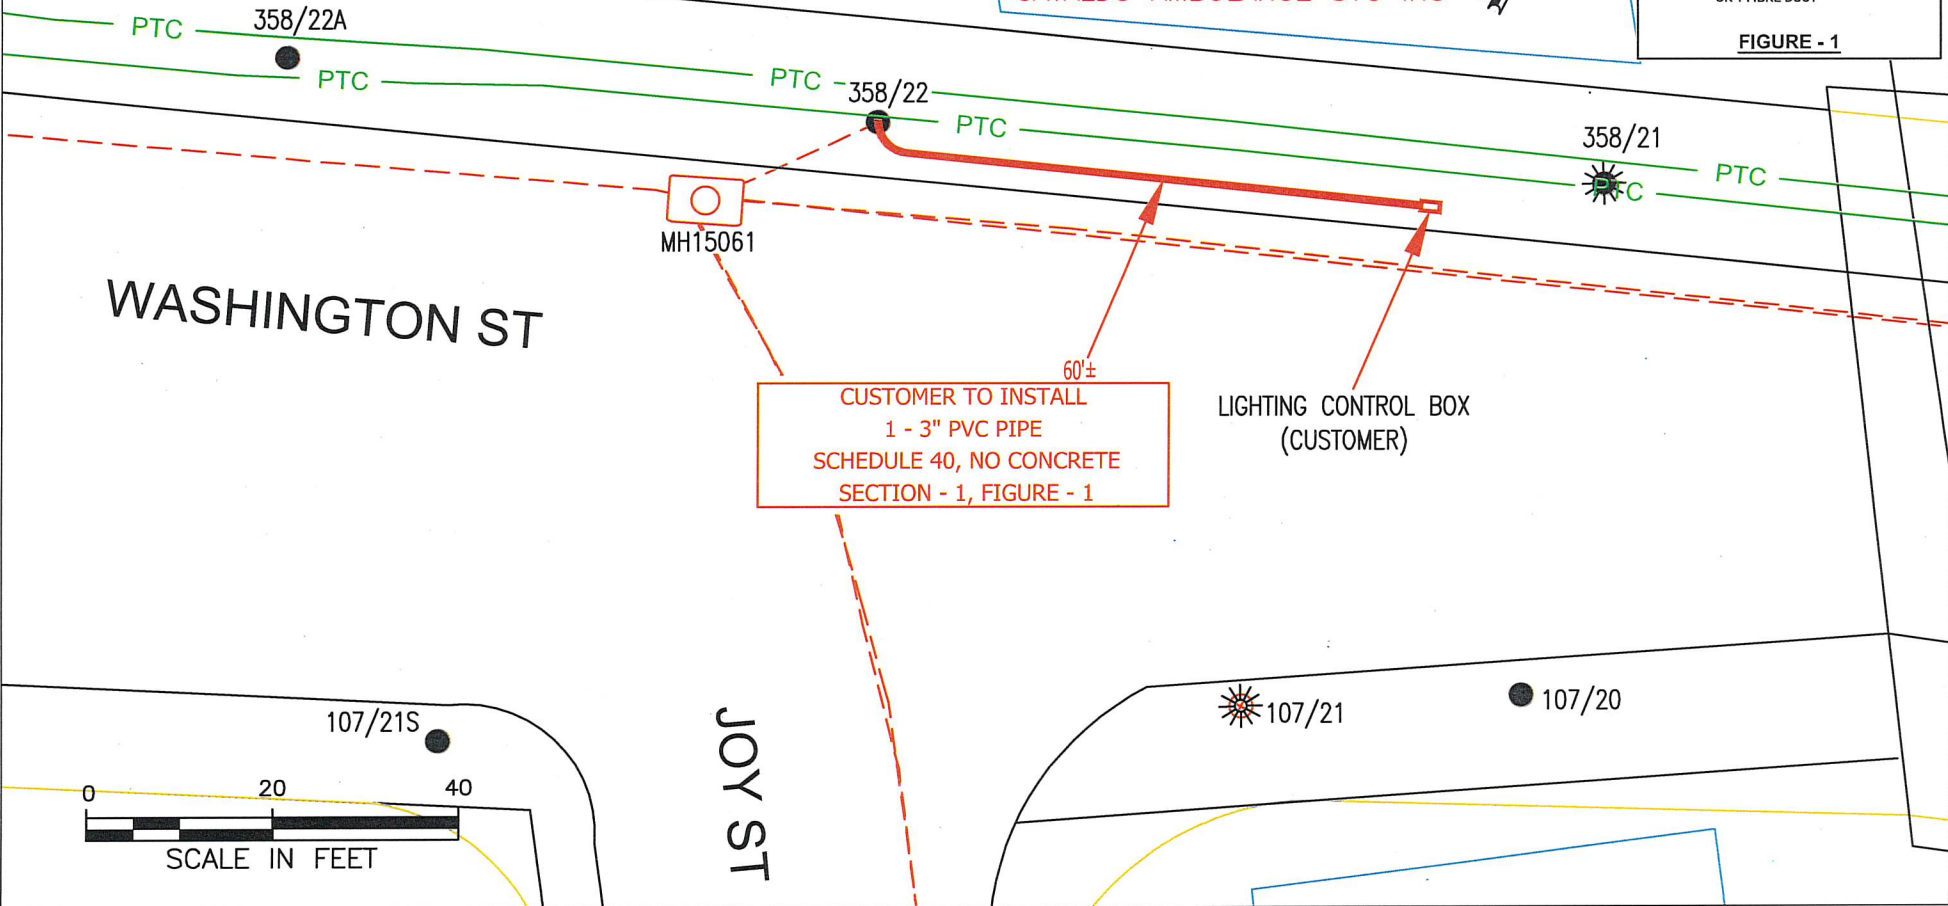 FIGURE - 1
358/22A
PTC
PTC
PTC
358/22
PTC
358/21
PTC
PTC
MH15061
WASHINGTON ST
60'±
CUSTOMER TO INSTALL
1 - 3" PVC PIPE
SCHEDULE 40, NO CONCRETE
SECTION - 1, FIGURE - 1
LIGHTING CONTROL BOX
(CUSTOMER)
107/21S
JOY ST
107/21
107/20
0 20 40
SCALE IN FEET